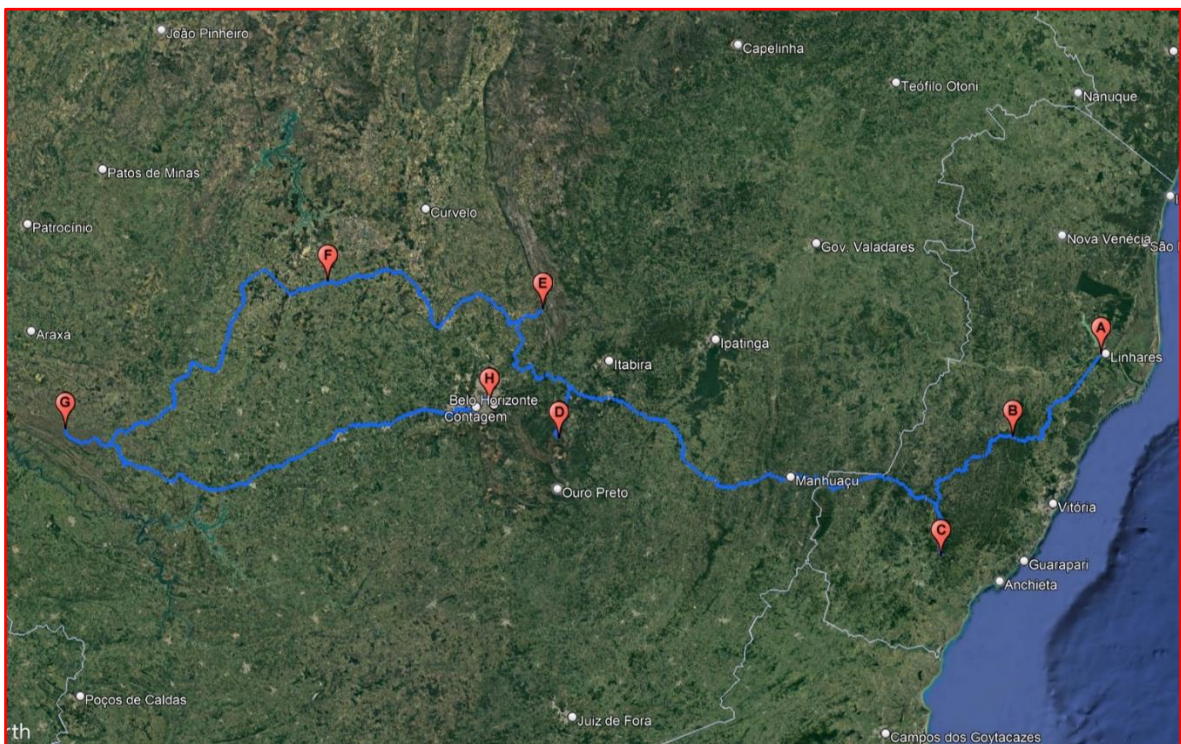 João Pinheiro
Capelinha
Teófilo Otoni
Nanuque
Patos de Minas
Curvelo
Patrocínio
Gov. Valadares
Nova Venécia
São
F
E
A
Araxá
Ipatinga
Linhares
Itabira
H
G
Belo Horizonte
Contagem
D
B
Manhuaçu
Ouro Preto
Vitória
C
Guarapari
Anchieta
Poços de Caldas
Juiz de Fora
rth
Campos dos Goytacazes